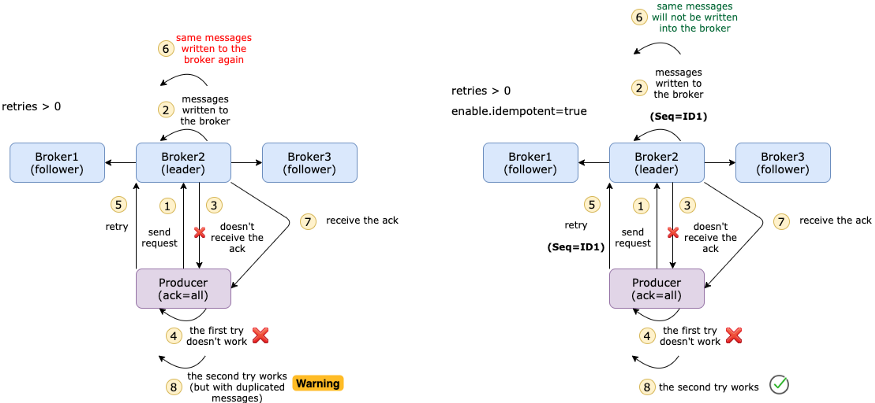 6
same messages
written to the
broker again
retries > 0
2
messages
written to
the broker
Broker1
(follower)
Broker2
(leader)
Broker3
(follower)
5
retry
1
send
request
3
doesn't
receive the
ack
7
receive the ack
Producer
(ack=all)
4
the first try
doesn't work
8
the second try works
(but with duplicated
messages)
Warning
6
same messages
will not be written
into the broker
retries > 0
enable.idempotent=true
2
messages
written to
the broker
(Seq=ID1)
Broker1
(follower)
Broker2
(leader)
Broker3
(follower)
5
retry
(Seq=ID1)
1
send
request
3
doesn't
receive the
ack
7
receive the ack
Producer
(ack=all)
4
the first try
doesn't work
8
the second try works